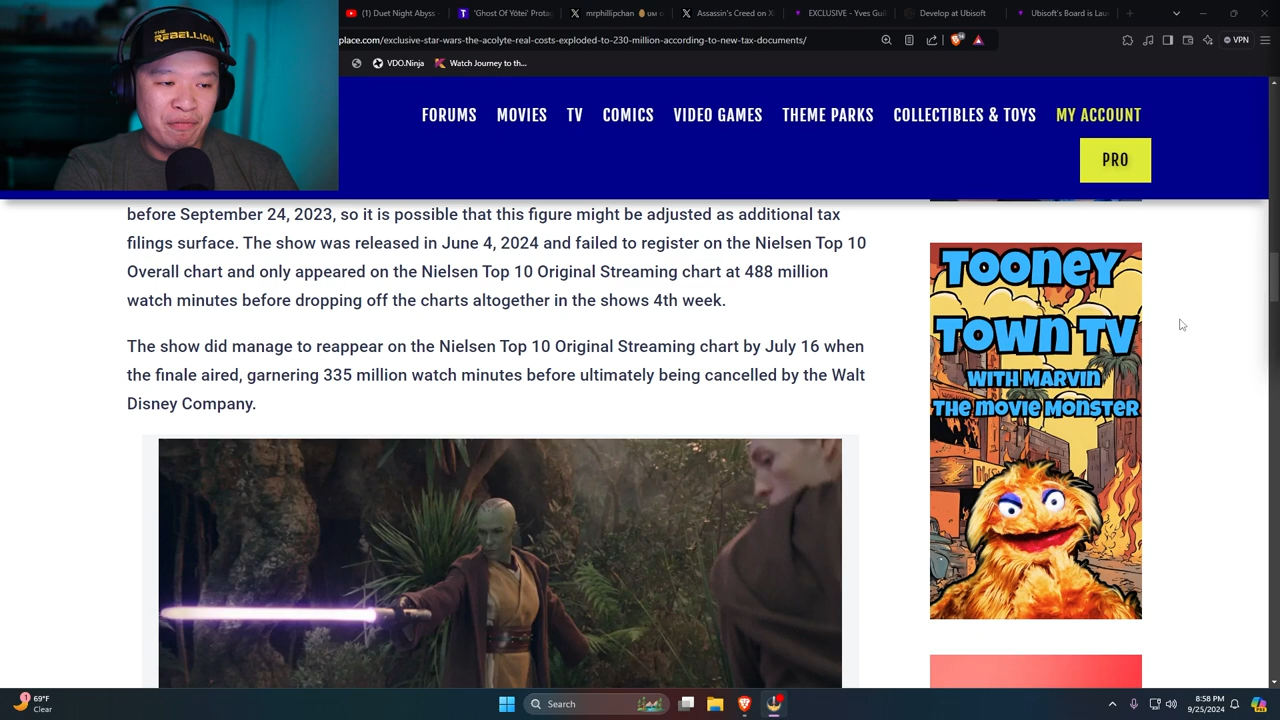 THE
REBELLION
(1) Duet Night Abyss -
'Ghost Of Yōtei' Protag
mrphillipchan
Assassin's Creed on X
EXCLUSIVE - Yves Guil
Develop at Ubisoft
Ubisoft's Board is Lau
place.com/exclusive-star-wars-the-acolyte-real-costs-exploded-to-230-million-according-to-new-tax-documents/
VPN
VDO.Ninja
Watch Journey to th...
FORUMS MOVIES TV COMICS VIDEO GAMES THEME PARKS COLLECTIBLES & TOYS MY ACCOUNT
PRO
before September 24, 2023, so it is possible that this figure might be adjusted as additional tax
filings surface. The show was released in June 4, 2024 and failed to register on the Nielsen Top 10
Overall chart and only appeared on the Nielsen Top 10 Original Streaming chart at 488 million
watch minutes before dropping off the charts altogether in the shows 4th week.
The show did manage to reappear on the Nielsen Top 10 Original Streaming chart by July 16 when
the finale aired, garnering 335 million watch minutes before ultimately being cancelled by the Walt
Disney Company.
TOONEY
TOWN TV
WITH MARVIN
THE MOVIE MONSTER
69°F
Clear
Search
8:58 PM
9/25/2024